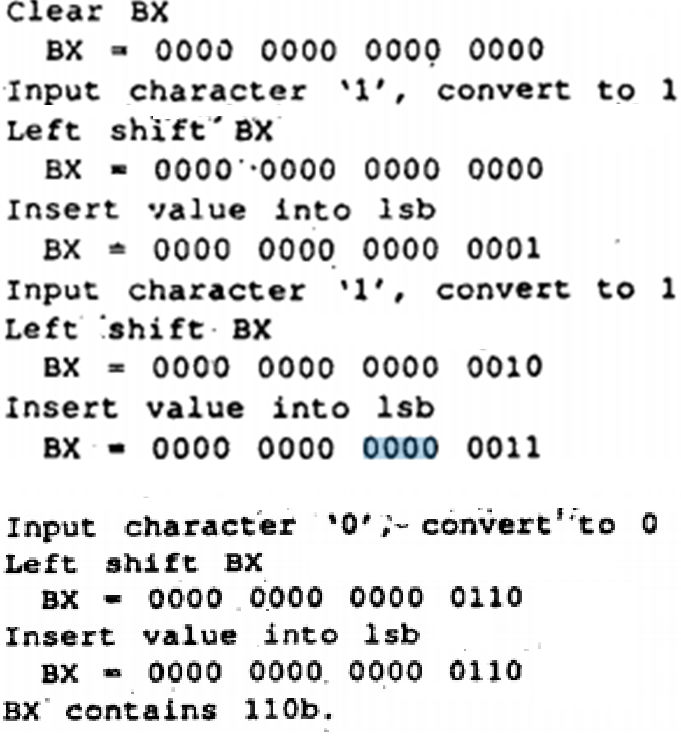 Clear BX
BX = 0000 0000 0000 0000
Input character '1', convert to 1
Left shift BX
BX = 0000 0000 0000 0000
Insert value into lsb
BX = 0000 0000 0000 0001
Input character '1', convert to 1
Left shift BX
BX = 0000 0000 0000 0010
Insert value into lsb
BX = 0000 0000 0000 0011
Input character '0', convert to 0
Left shift BX
BX = 0000 0000 0000 0110
Insert value into lsb
BX = 0000 0000 0000 0110
BX contains 110b.